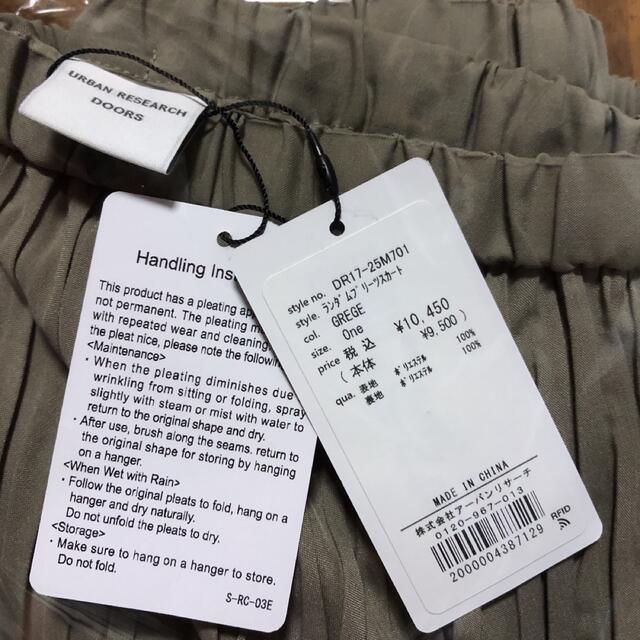 URBAN RESEARCH
DOORS
Handling Ins
This product has a pleating ap
not permanent. The pleating m
with repeated wear and cleaning
the pleat nice, please note the following
<Maintenance>
・When the pleating diminishes due
wrinkling from sitting or folding, spray
slightly with steam or mist with water to
return to the original shape and dry.
・After use, brush along the seams, return to
the original shape for storing by hanging
on a hanger.
<When Wet with Rain>
・Follow the original pleats to fold, hang on a
hanger and dry naturally.
Do not unfold the pleats to dry.
<Storage>
・Make sure to hang on a hanger to store.
Do not fold.
S-RC-03E
style no. DR17-25M701
style. ランダムプリーツスカート
col. GREGE
size. One
price 税込 ¥10,450
(本体 ¥9,500)
qua. 表地 ポリエステル 100%
裏地 ポリエステル 100%
MADE IN CHINA
株式会社アーバンリサーチ
0120-967-013
2000004387129
RFID